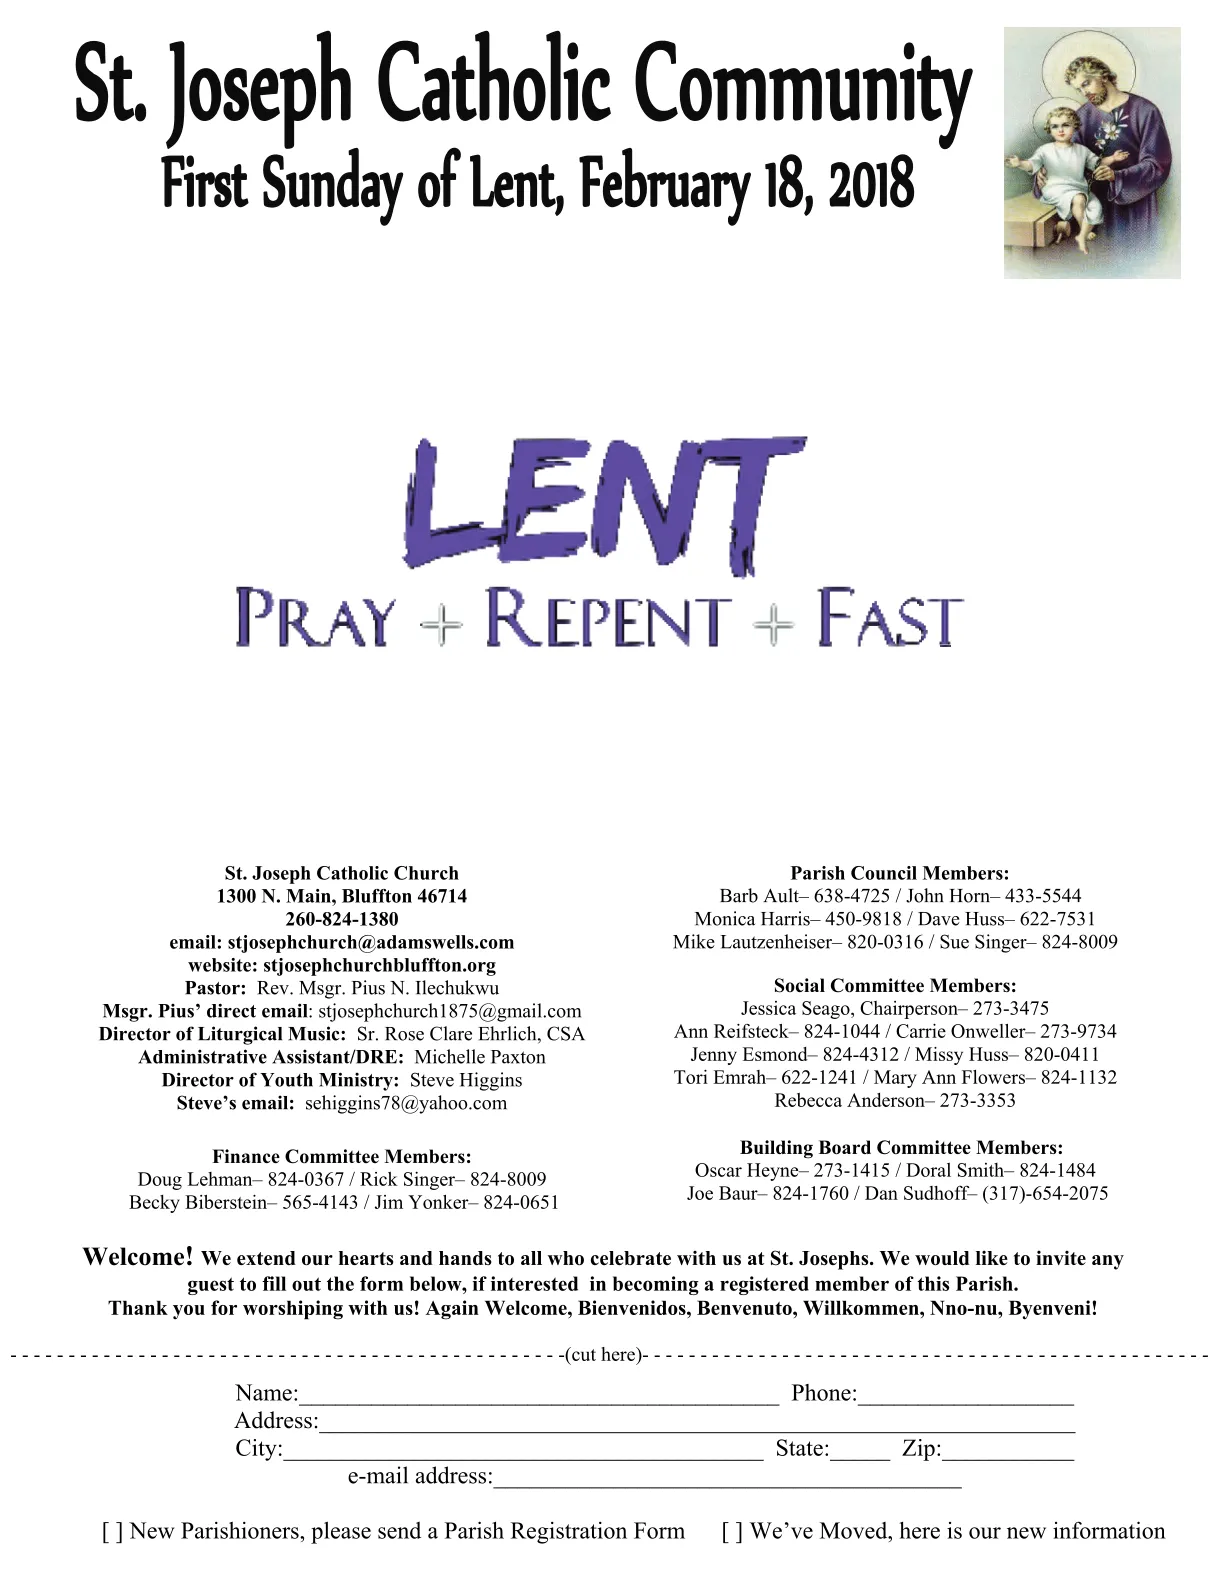 St. Joseph Catholic Community
First Sunday of Lent, February 18, 2018
LENT
PRAY + REPENT + FAST
St. Joseph Catholic Church
1300 N. Main, Bluffton 46714
260-824-1380
email: stjosephchurch@adamswells.com
website: stjosephchurchbluffton.org
Pastor: Rev. Msgr. Pius N. Ilechukwu
Msgr. Pius’ direct email: stjosephchurch1875@gmail.com
Director of Liturgical Music: Sr. Rose Clare Ehrlich, CSA
Administrative Assistant/DRE: Michelle Paxton
Director of Youth Ministry: Steve Higgins
Steve’s email: sehiggins78@yahoo.com
Finance Committee Members:
Doug Lehman– 824-0367 / Rick Singer– 824-8009
Becky Biberstein– 565-4143 / Jim Yonker– 824-0651
Parish Council Members:
Barb Ault– 638-4725 / John Horn– 433-5544
Monica Harris– 450-9818 / Dave Huss– 622-7531
Mike Lautzenheiser– 820-0316 / Sue Singer– 824-8009
Social Committee Members:
Jessica Seago, Chairperson– 273-3475
Ann Reifsteck– 824-1044 / Carrie Onweller– 273-9734
Jenny Esmond– 824-4312 / Missy Huss– 820-0411
Tori Emrah– 622-1241 / Mary Ann Flowers– 824-1132
Rebecca Anderson– 273-3353
Building Board Committee Members:
Oscar Heyne– 273-1415 / Doral Smith– 824-1484
Joe Baur– 824-1760 / Dan Sudhoff– (317)-654-2075
Welcome! We extend our hearts and hands to all who celebrate with us at St. Josephs. We would like to invite any
guest to fill out the form below, if interested in becoming a registered member of this Parish.
Thank you for worshiping with us! Again Welcome, Bienvenidos, Benvenuto, Willkommen, Nno-nu, Byenveni!
- - - - - - - - - - - - - - - - - - - - - - - - - - - - - - - - - - - - - - - - - - - - - - - -(cut here)- - - - - - - - - - - - - - - - - - - - - - - - - - - - - - - - - - - - - - - - - - - - - - - - -
Name:________________________________________ Phone:__________________
Address:_______________________________________________________________
City:________________________________________ State:_____ Zip:___________
e-mail address:_______________________________________
[ ] New Parishioners, please send a Parish Registration Form [ ] We’ve Moved, here is our new information